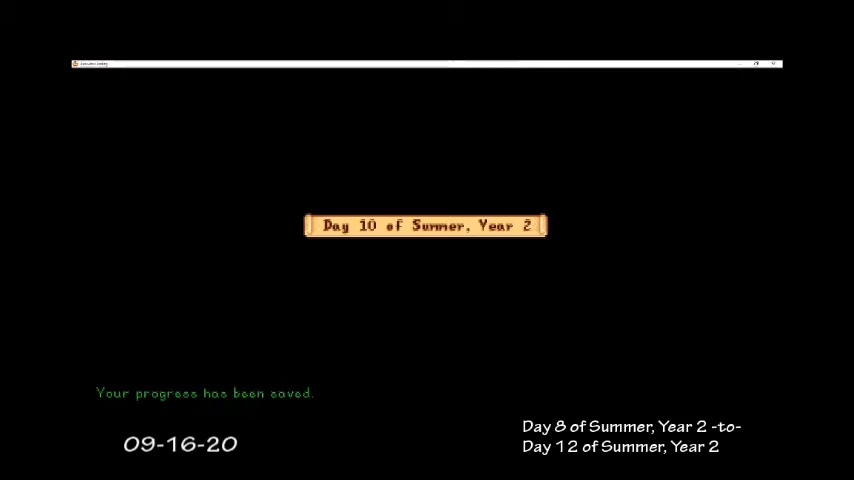 Day 10 of Summer, Year 2
Your progress has been saved.
09-16-20
Day 8 of Summer, Year 2 -to-
Day 12 of Summer, Year 2